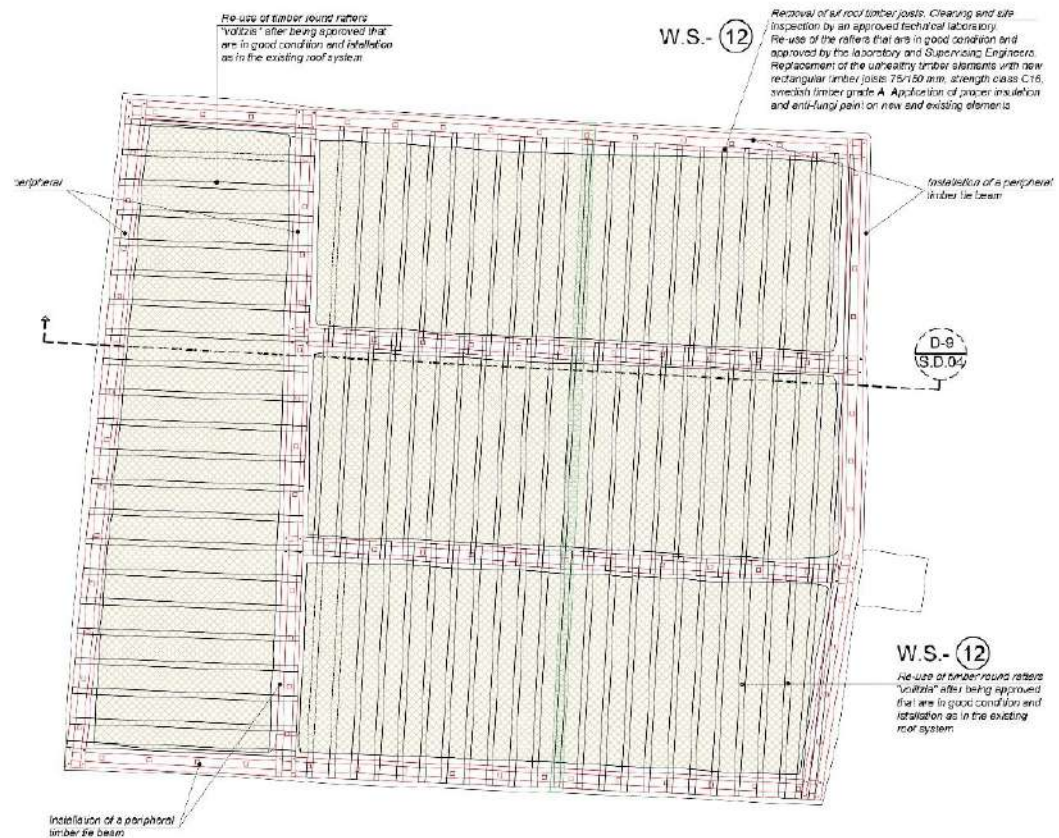 Re-use of timber round rafters
"volitzia" after being approved that
are in good condition and istallation
as in the existing roof system
W.S.- 12
Removal of all roof timber joists. Cleaning and site
inspection by an approved technical laboratory.
Re-use of the rafters that are in good condition and
approved by the laboratory and Supervising Engineers.
Replacement of the unhealthy timber elements with new
rectangular timber joists 75/150 mm, strength class C16,
swedish timber grade A. Application of proper insulation
and anti-fungi paint on new and existing elements
peripheral
Installation of a peripheral
timber tie beam
D-9
S.D.04
W.S.- 12
Re-use of timber round rafters
"volitzia" after being approved
that are in good condition and
istallation as in the existing
roof system
Installation of a peripheral
timber tie beam